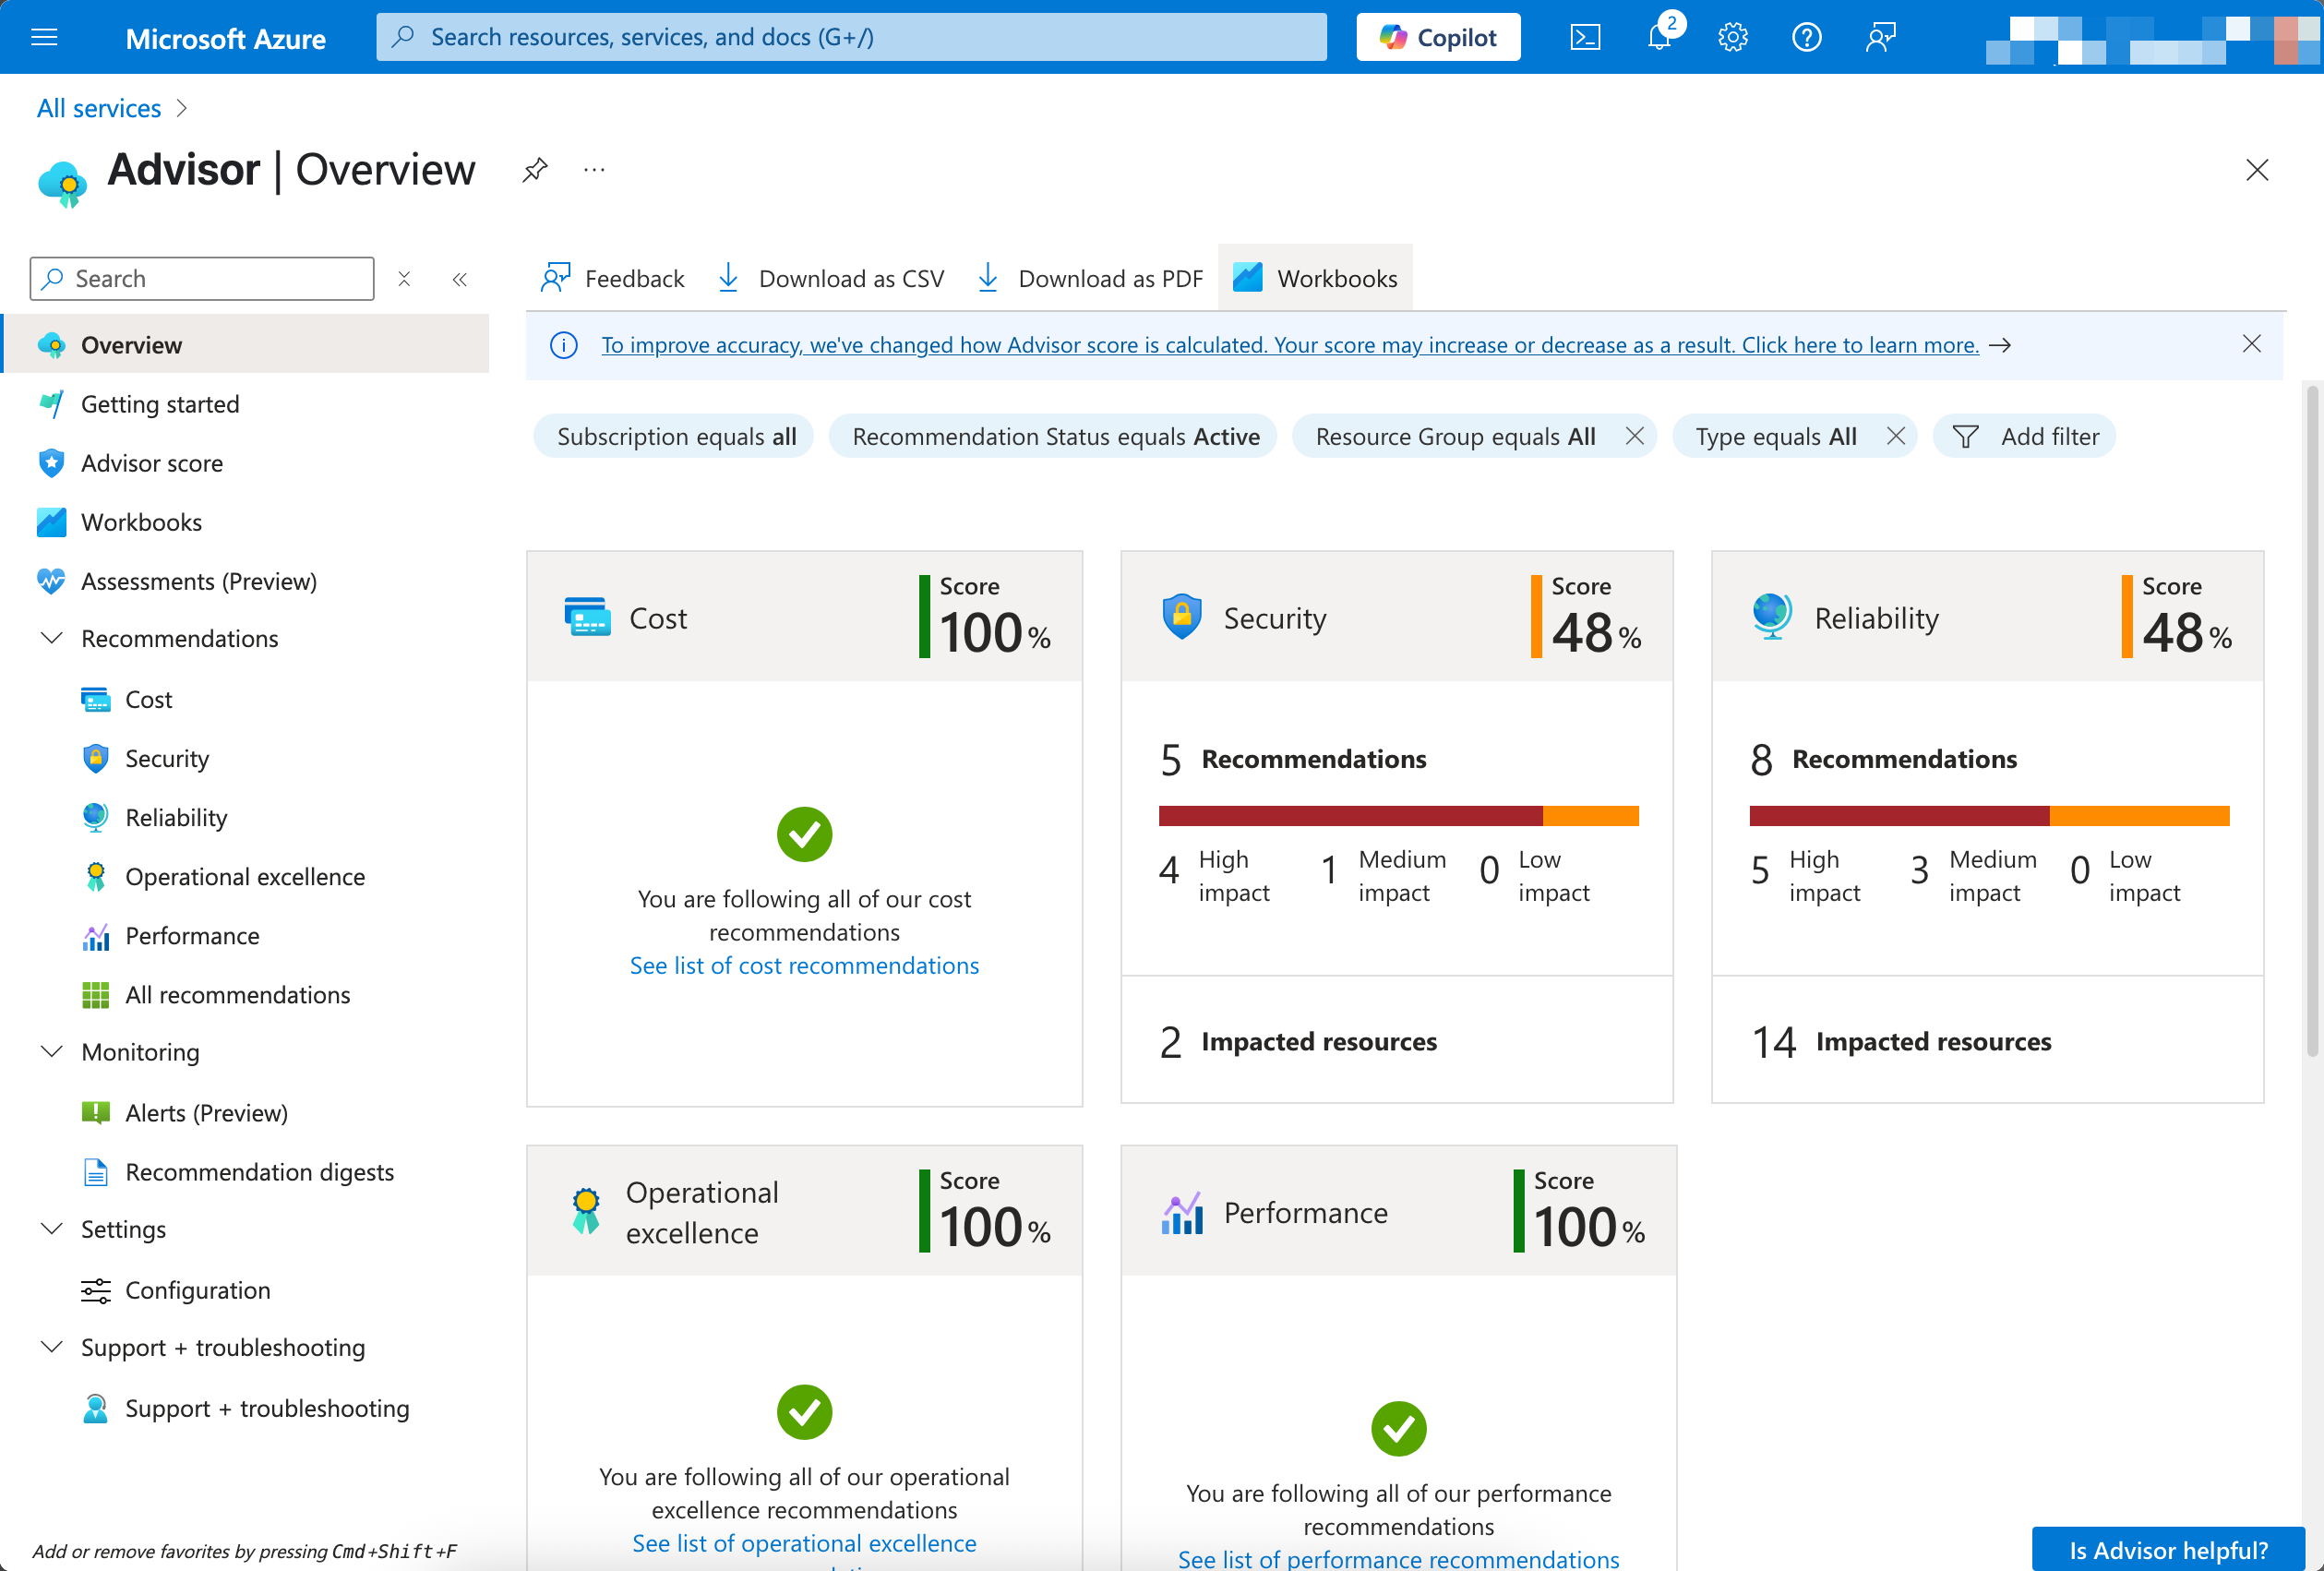 Microsoft Azure
Search resources, services, and docs (G+/)
Copilot
2
All services
Advisor | Overview
Search
Feedback
Download as CSV
Download as PDF
Workbooks
To improve accuracy, we've changed how Advisor score is calculated. Your score may increase or decrease as a result. Click here to learn more.
Subscription equals all
Recommendation Status equals Active
Resource Group equals All
Type equals All
Add filter
Overview
Getting started
Advisor score
Workbooks
Assessments (Preview)
Recommendations
Cost
Security
Reliability
Operational excellence
Performance
All recommendations
Monitoring
Alerts (Preview)
Recommendation digests
Settings
Configuration
Support + troubleshooting
Support + troubleshooting
Add or remove favorites by pressing Cmd+Shift+F
Cost
Score
100%
You are following all of our cost
recommendations
See list of cost recommendations
Security
Score
48%
5 Recommendations
4 High impact
1 Medium impact
0 Low impact
2 Impacted resources
Reliability
Score
48%
8 Recommendations
5 High impact
3 Medium impact
0 Low impact
14 Impacted resources
Operational
excellence
Score
100%
You are following all of our operational
excellence recommendations
See list of operational excellence
Performance
Score
100%
You are following all of our performance
recommendations
See list of performance recommendations
Is Advisor helpful?